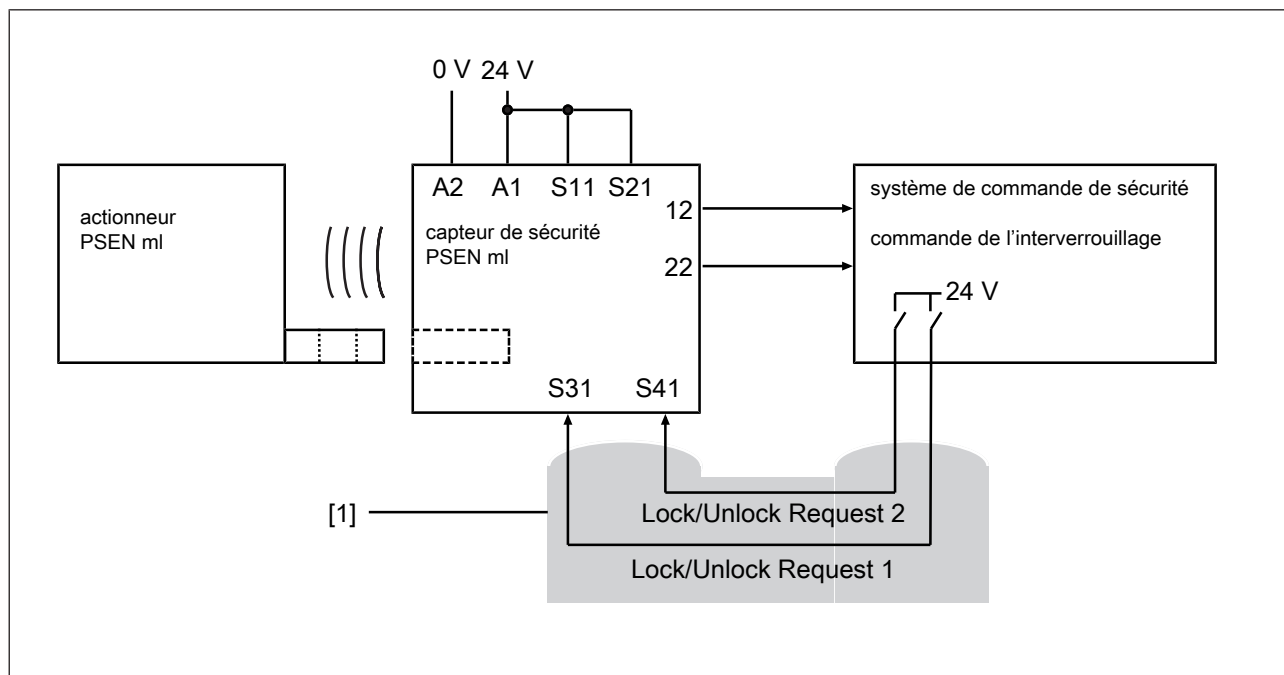 0 V 24 V
A2 A1 S11 S21
actionneur
PSEN ml
capteur de sécurité
PSEN ml
12
22
système de commande de sécurité
commande de l'interverrouillage
24 V
S31 S41
[1]
Lock/Unlock Request 2
Lock/Unlock Request 1